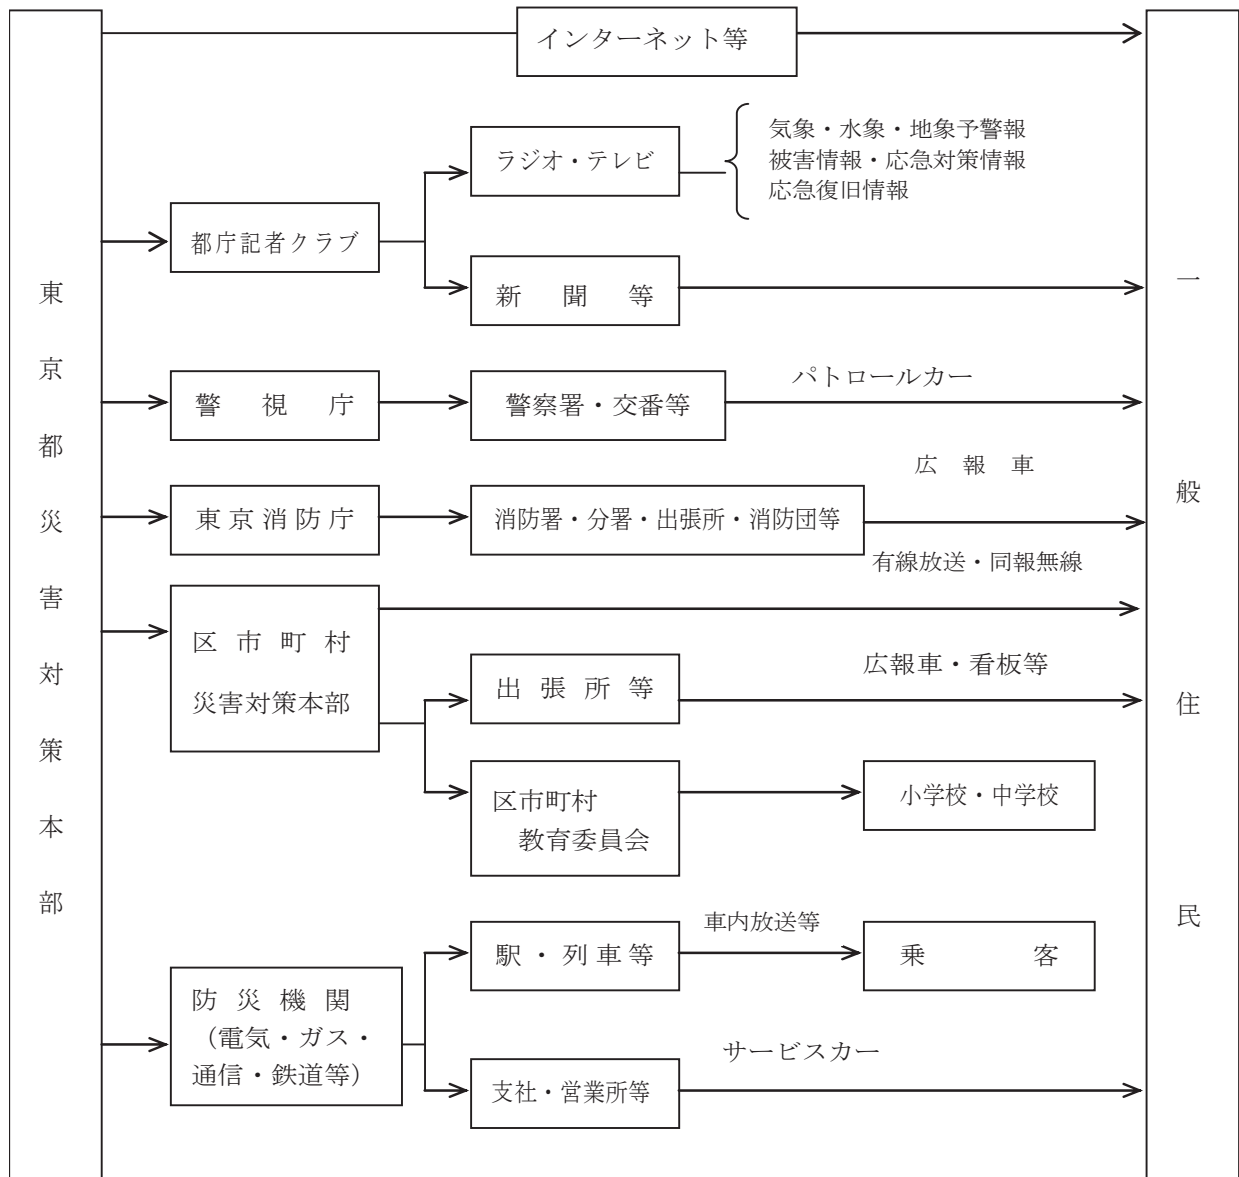 東京都災害対策本部
インターネット等
ラジオ・テレビ
気象・水象・地象予警報
被害情報・応急対策情報
応急復旧情報
都庁記者クラブ
新聞等
警視庁
警察署・交番等
パトロールカー
東京消防庁
消防署・分署・出張所・消防団等
広報車
区市町村
災害対策本部
有線放送・同報無線
出張所等
広報車・看板等
区市町村
教育委員会
小学校・中学校
防災機関
（電気・ガス・
通信・鉄道等）
駅・列車等
車内放送等
乗客
支社・営業所等
サービスカー
一般住民